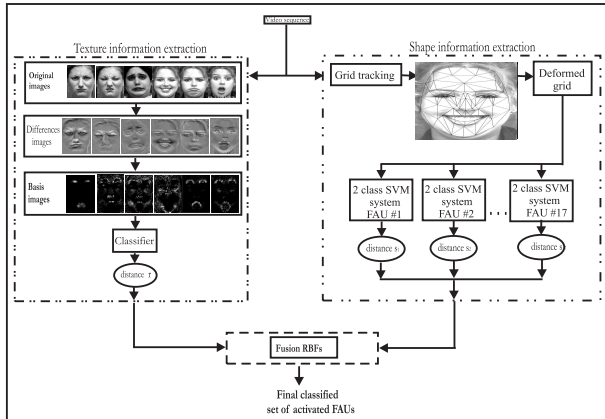 Video sequence
Texture information extraction
Shape information extraction
Original
images
Differences
images
Basis
images
Classifier
distance r
Grid tracking
Deformed
grid
2 class SVM
system
FAU #1
2 class SVM
system
FAU #2
....
2 class SVM
system
FAU #17
distance s₁
distance s₂
distance s
Fusion RBFs
Final classified
set of activated FAUs